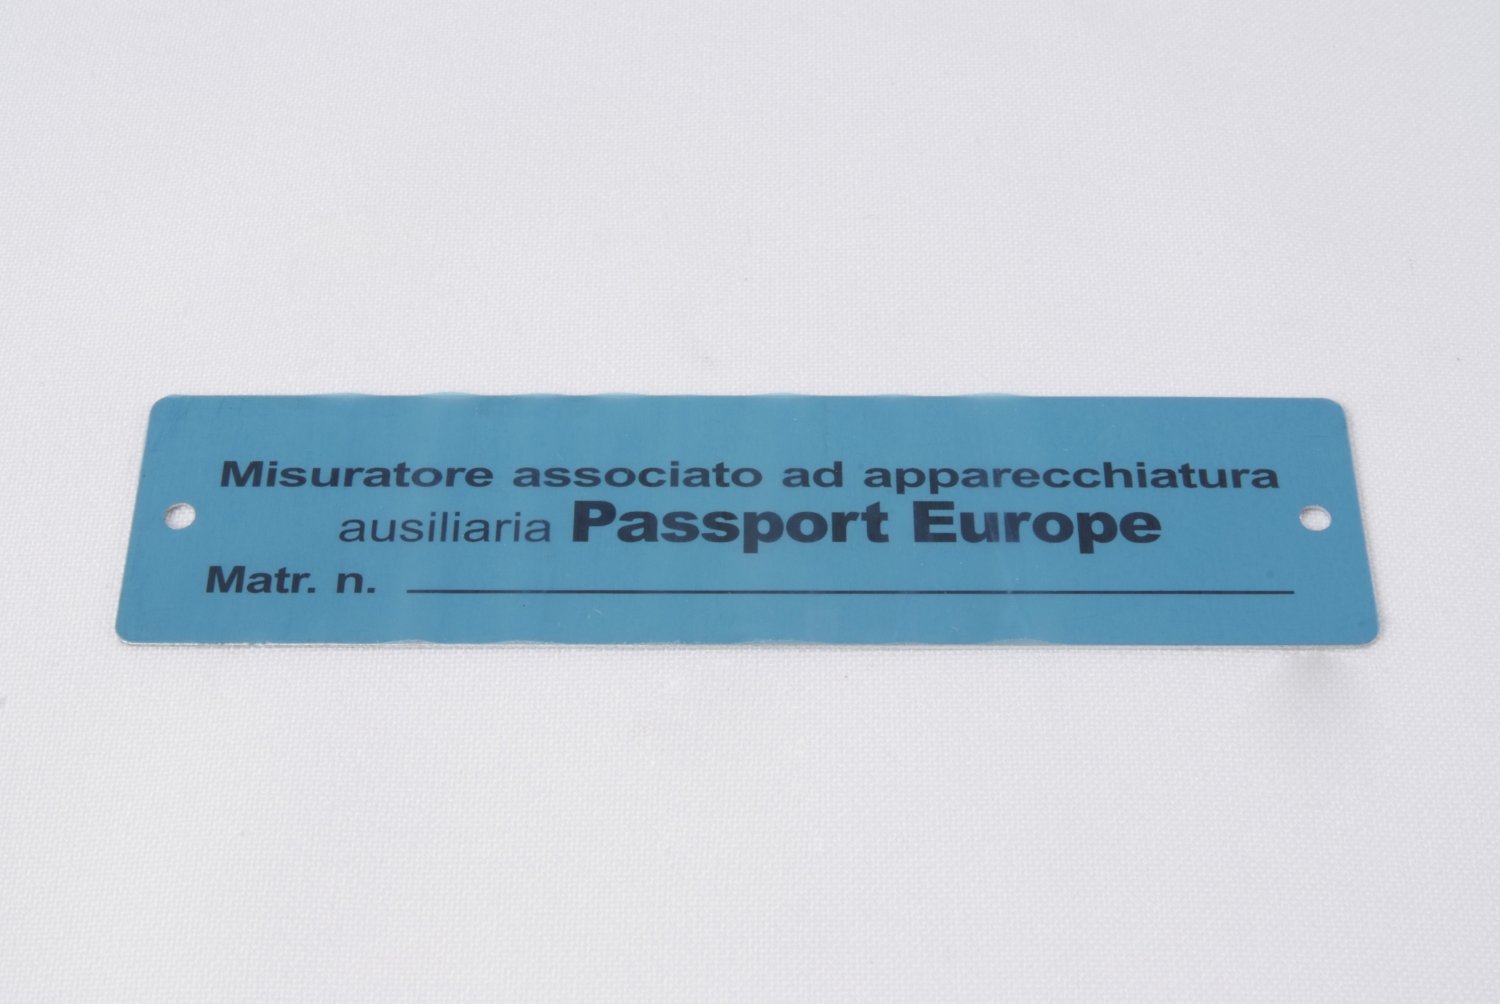 Misuratore associato ad apparecchiatura
ausiliaria Passport Europe
Matr. n.